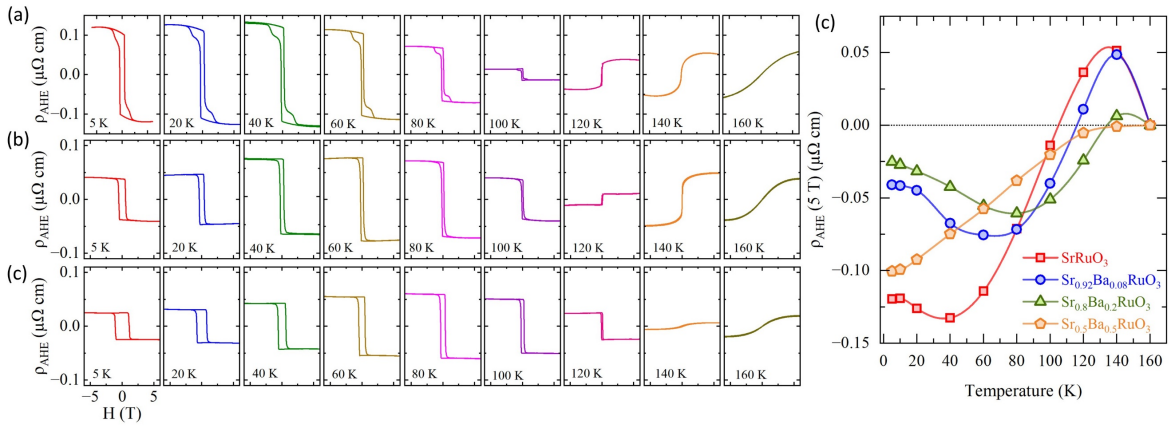 (a)
0.1
0.0
−0.1
ρAHE (μΩ cm)
5 K
20 K
40 K
60 K
80 K
100 K
120 K
140 K
160 K
(b)
0.1
0.0
−0.1
ρAHE (μΩ cm)
5 K
20 K
40 K
60 K
80 K
100 K
120 K
140 K
160 K
(c)
0.1
0.0
−0.1
ρAHE (μΩ cm)
5 K
20 K
40 K
60 K
80 K
100 K
120 K
140 K
160 K
−5 0 5
H (T)
(c)
0.05
0.00
−0.05
−0.10
−0.15
ρAHE (5 T) (μΩ cm)
SrRuO3
Sr0.92Ba0.08RuO3
Sr0.8Ba0.2RuO3
Sr0.5Ba0.5RuO3
0 20 40 60 80 100 120 140 160
Temperature (K)